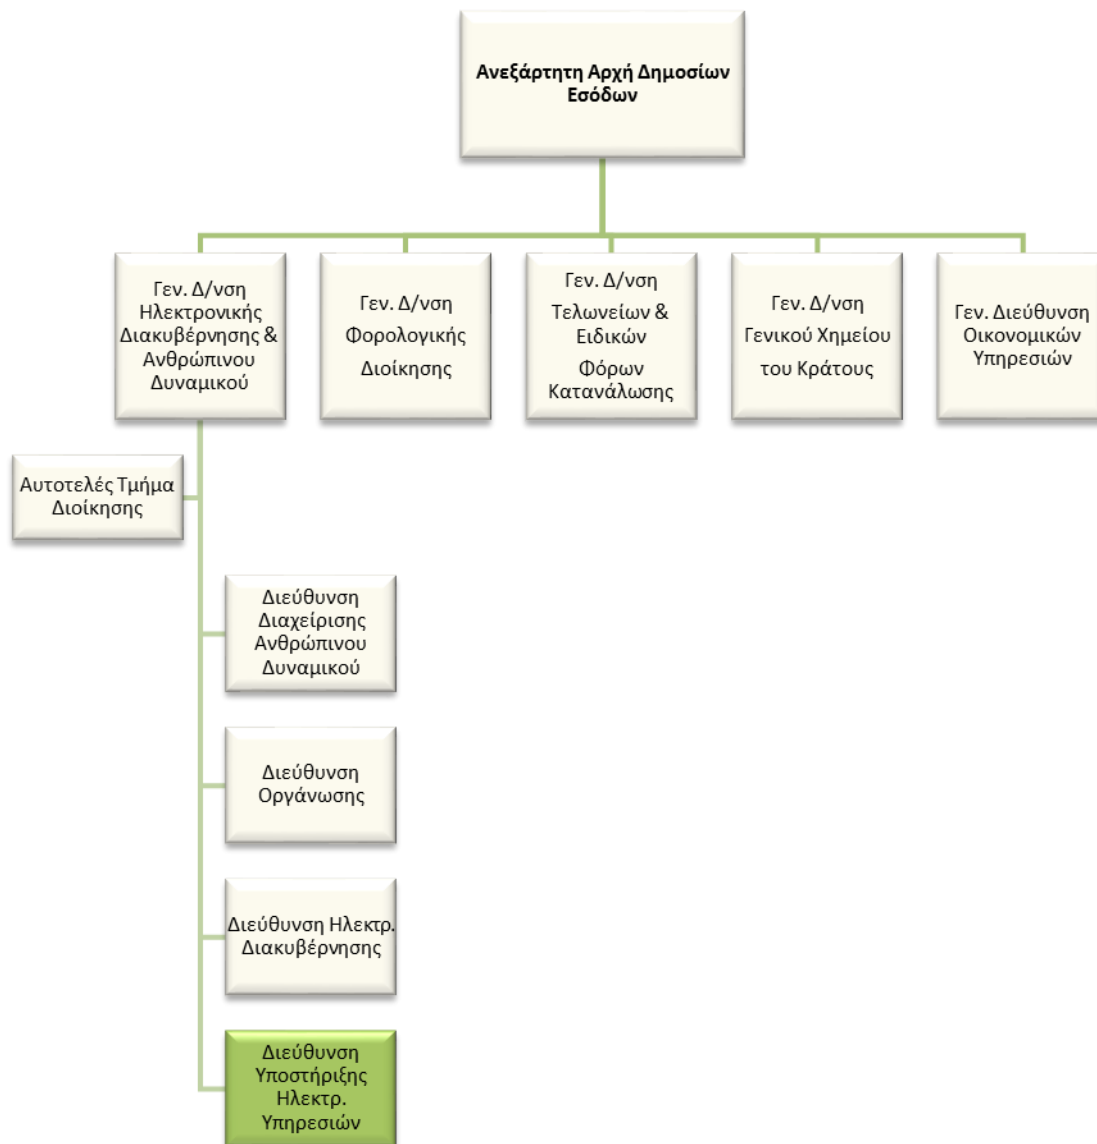 Ανεξάρτητη Αρχή Δημοσίων
Εσόδων
Γεν. Δ/νση
Ηλεκτρονικής
Διακυβέρνησης &
Ανθρώπινου
Δυναμικού
Γεν. Δ/νση
Φορολογικής
Διοίκησης
Γεν. Δ/νση
Τελωνείων &
Ειδικών
Φόρων
Κατανάλωσης
Γεν. Δ/νση
Γενικού Χημείου
του Κράτους
Γεν. Διεύθυνση
Οικονομικών
Υπηρεσιών
Αυτοτελές Τμήμα
Διοίκησης
Διεύθυνση
Διαχείρισης
Ανθρώπινου
Δυναμικού
Διεύθυνση
Οργάνωσης
Διεύθυνση Ηλεκτρ.
Διακυβέρνησης
Διεύθυνση
Υποστήριξης
Ηλεκτρ.
Υπηρεσιών